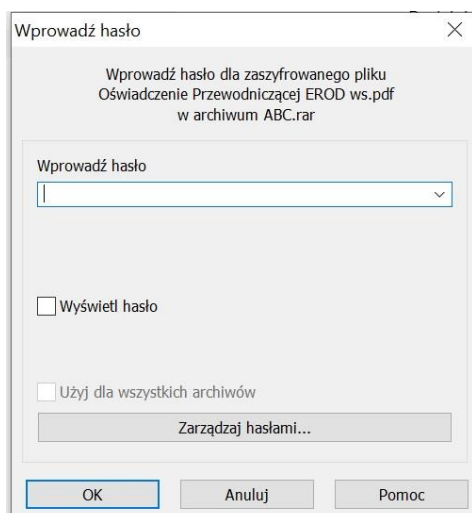 Wprowadź hasło
Wprowadź hasło dla zaszyfrowanego pliku
Oświadczenie Przewodniczącej EROD ws.pdf
w archiwum ABC.rar
Wprowadź hasło
Wyświetl hasło
Użyj dla wszystkich archiwów
Zarządzaj hasłami...
OK
Anuluj
Pomoc